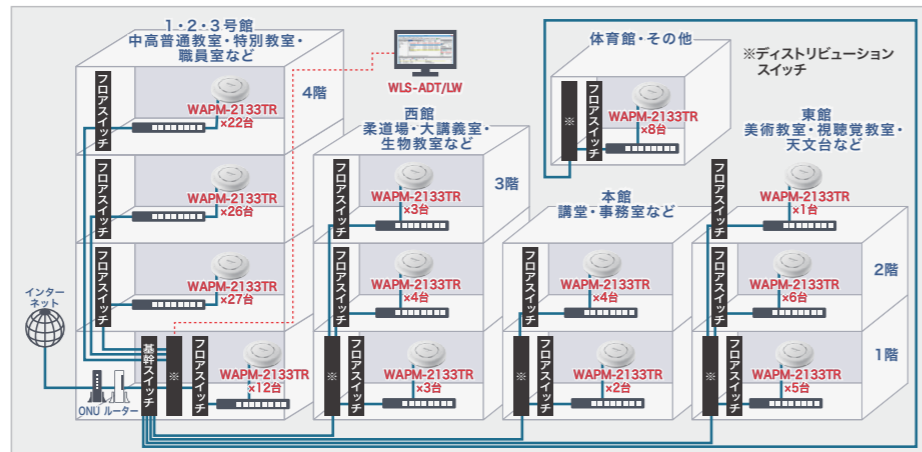 1・2・3号館
中高普通教室・特別教室・
職員室など
4階
フロアスイッチ
WAPM-2133TR
×22台
フロアスイッチ
WAPM-2133TR
×26台
フロアスイッチ
WAPM-2133TR
×27台
インター
ネット
ONU ルーター
基幹スイッチ
※
フロアスイッチ
WAPM-2133TR
×12台
WLS-ADT/LW
西館
柔道場・大講義室・
生物教室など
3階
フロアスイッチ
WAPM-2133TR
×3台
フロアスイッチ
WAPM-2133TR
×4台
※
フロアスイッチ
WAPM-2133TR
×3台
体育館・その他
※
フロアスイッチ
WAPM-2133TR
×8台
※ディストリビューション
スイッチ
本館
講堂・事務室など
フロアスイッチ
WAPM-2133TR
×4台
※
フロアスイッチ
WAPM-2133TR
×2台
東館
美術教室・視聴覚教室・
天文台など
フロアスイッチ
WAPM-2133TR
×1台
2階
フロアスイッチ
WAPM-2133TR
×6台
1階
※
フロアスイッチ
WAPM-2133TR
×5台